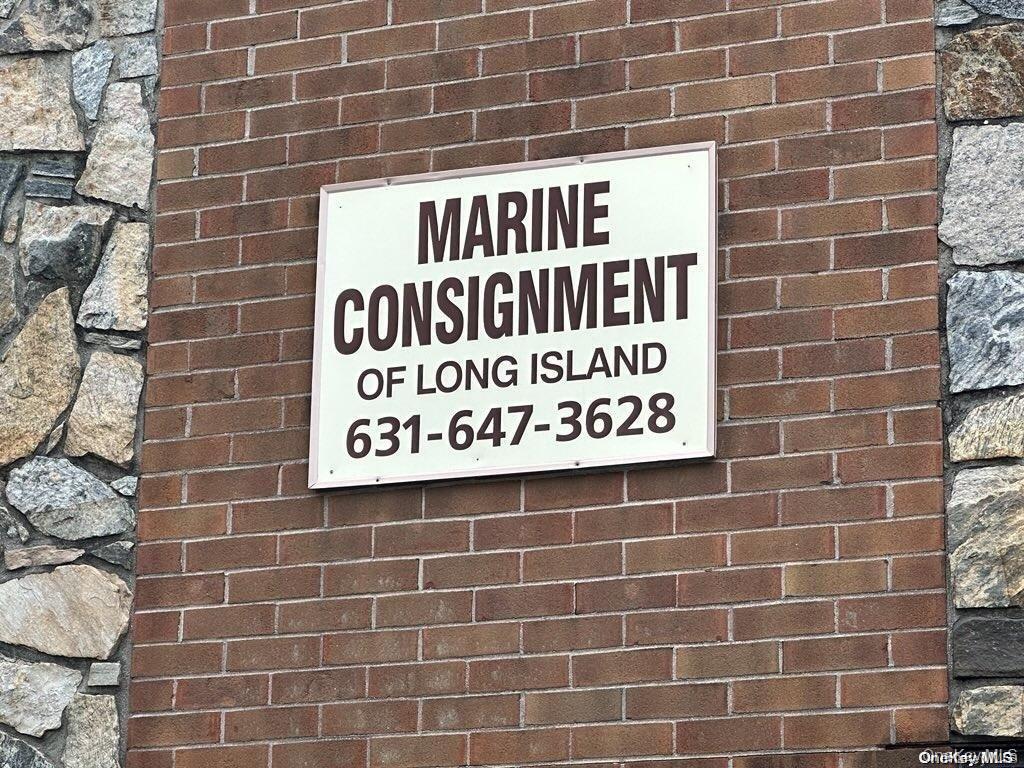 MARINE
CONSIGNMENT
OF LONG ISLAND
631-647-3628
OneKey MLS